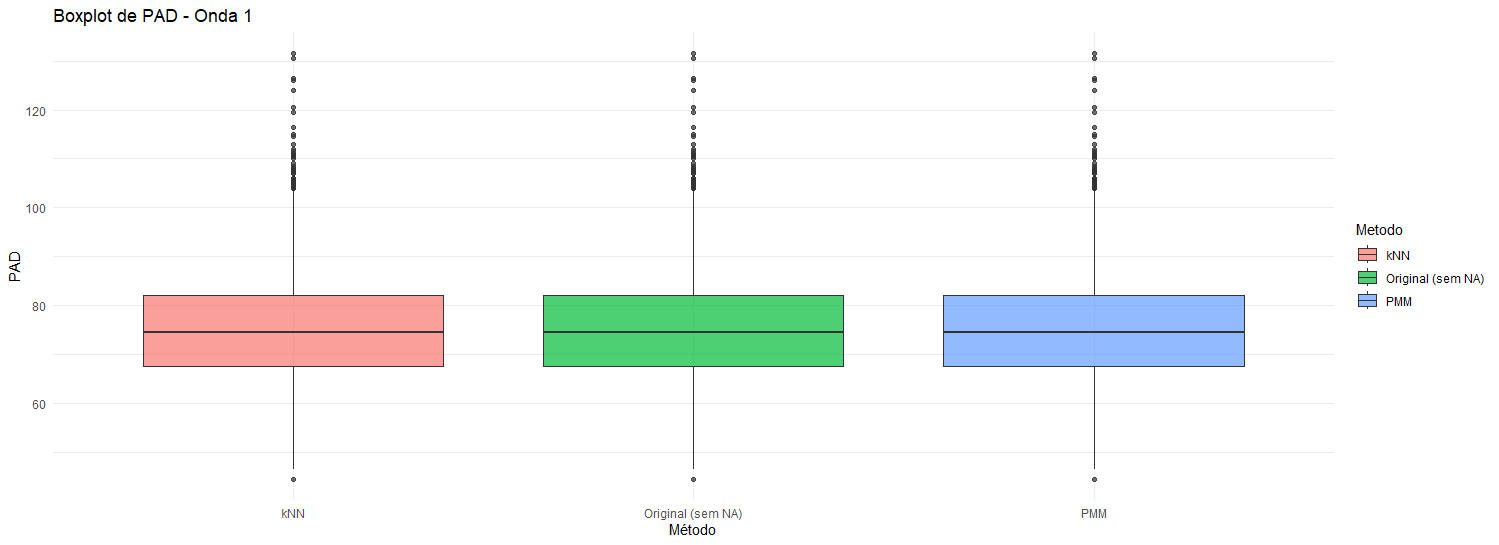 Boxplot de PAD - Onda 1
PAD
120
100
80
60
kNN
Original (sem NA)
PMM
Método
Metodo
kNN
Original (sem NA)
PMM